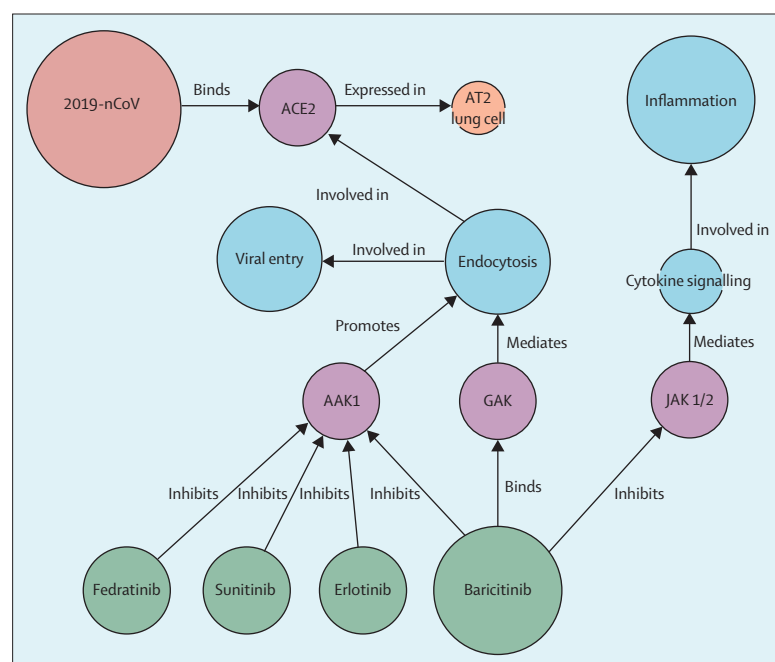 2019-nCoV
Binds
ACE2
Expressed in
AT2
lung cell
Inflammation
Involved in
Viral entry
Involved in
Endocytosis
Involved in
Cytokine signalling
Promotes
Mediates
Mediates
AAK1
GAK
JAK 1/2
Inhibits
Inhibits
Inhibits
Inhibits
Binds
Inhibits
Fedratinib
Sunitinib
Erlotinib
Baricitinib